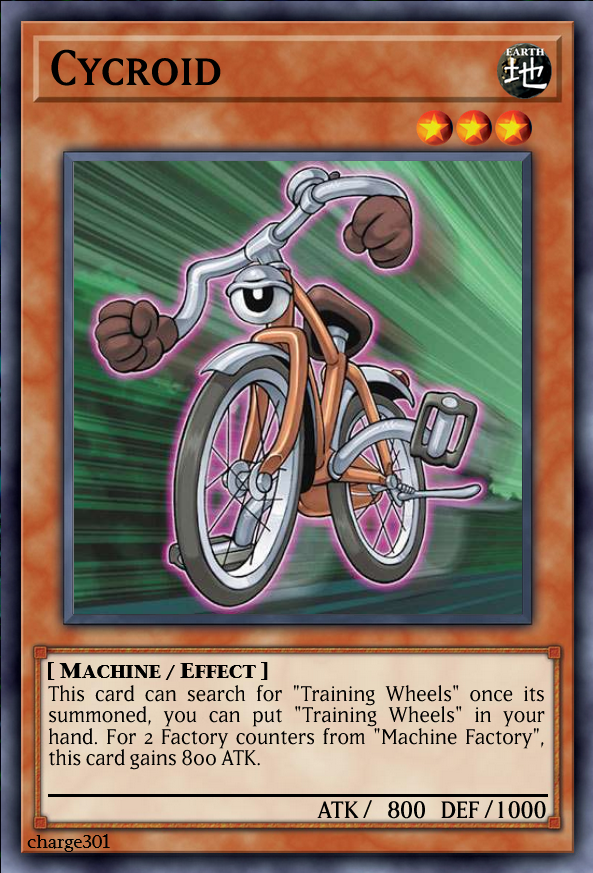 Cycroid
EARTH
地
[ Machine / Effect ]
This card can search for "Training Wheels" once its
summoned, you can put "Training Wheels" in your
hand. For 2 Factory counters from "Machine Factory",
this card gains 800 ATK.
ATK / 800 DEF /1000
charge301